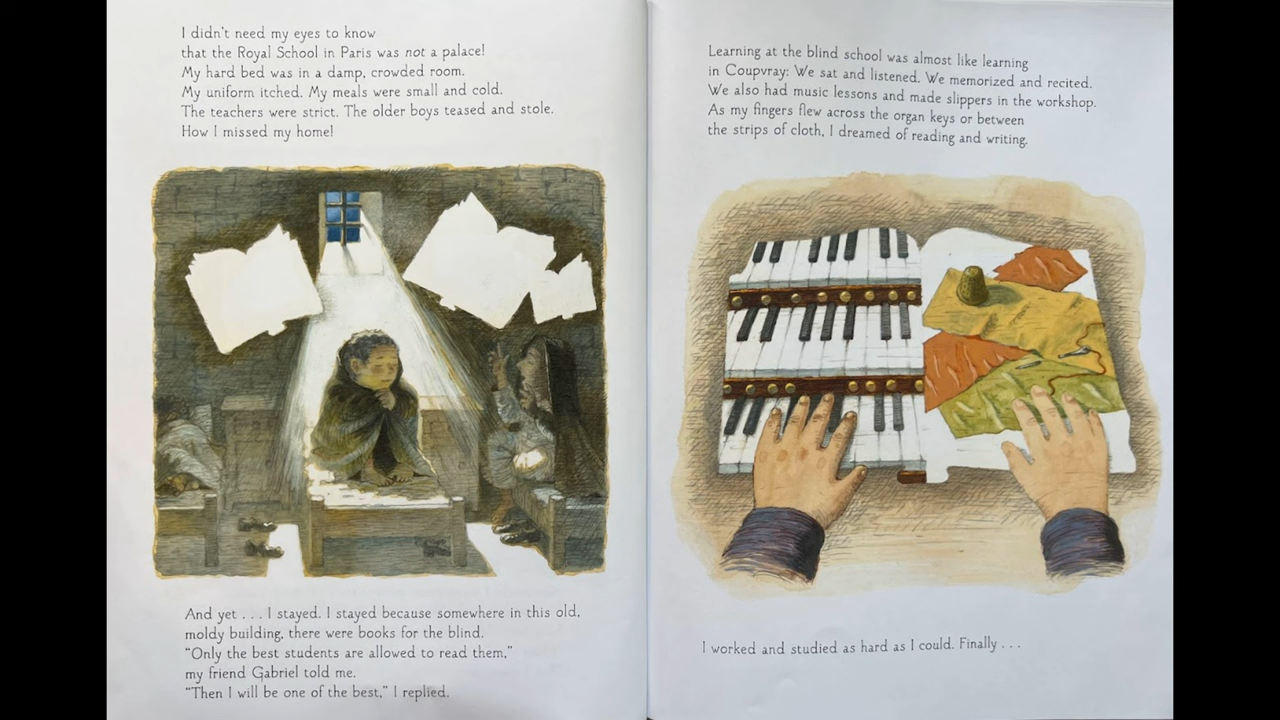 I didn't need my eyes to know
that the Royal School in Paris was not a palace!
My hard bed was in a damp, crowded room.
My uniform itched. My meals were small and cold.
The teachers were strict. The older boys teased and stole.
How I missed my home!
And yet . . . I stayed. I stayed because somewhere in this old,
moldy building, there were books for the blind.
“Only the best students are allowed to read them,”
my friend Gabriel told me.
“Then I will be one of the best,” I replied.
Learning at the blind school was almost like learning
in Coupvray: We sat and listened. We memorized and recited.
We also had music lessons and made slippers in the workshop.
As my fingers flew across the organ keys or between
the strips of cloth, I dreamed of reading and writing.
I worked and studied as hard as I could. Finally . . .